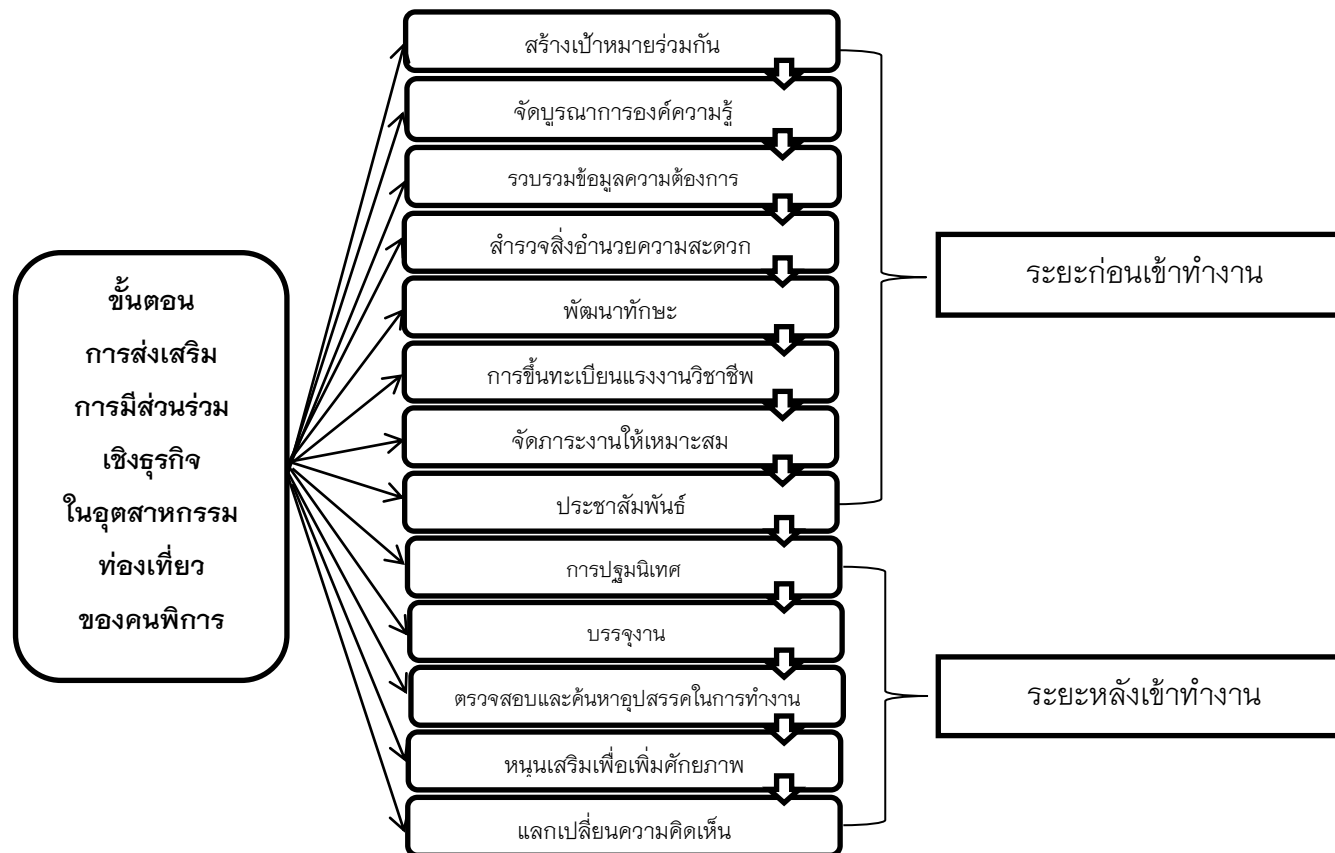 ขั้นตอน
การส่งเสริม
การมีส่วนร่วม
เชิงธุรกิจ
ในอุตสาหกรรม
ท่องเที่ยว
ของคนพิการ
สร้างเป้าหมายร่วมกัน
จัดบูรณาการองค์ความรู้
รวบรวมข้อมูลความต้องการ
สำรวจสิ่งอำนวยความสะดวก
พัฒนาทักษะ
การขึ้นทะเบียนแรงงานวิชาชีพ
จัดภาระงานให้เหมาะสม
ประชาสัมพันธ์
การปฐมนิเทศ
บรรจุงาน
ตรวจสอบและค้นหาอุปสรรคในการทำงาน
หนุนเสริมเพื่อเพิ่มศักยภาพ
แลกเปลี่ยนความคิดเห็น
ระยะก่อนเข้าทำงาน
ระยะหลังเข้าทำงาน